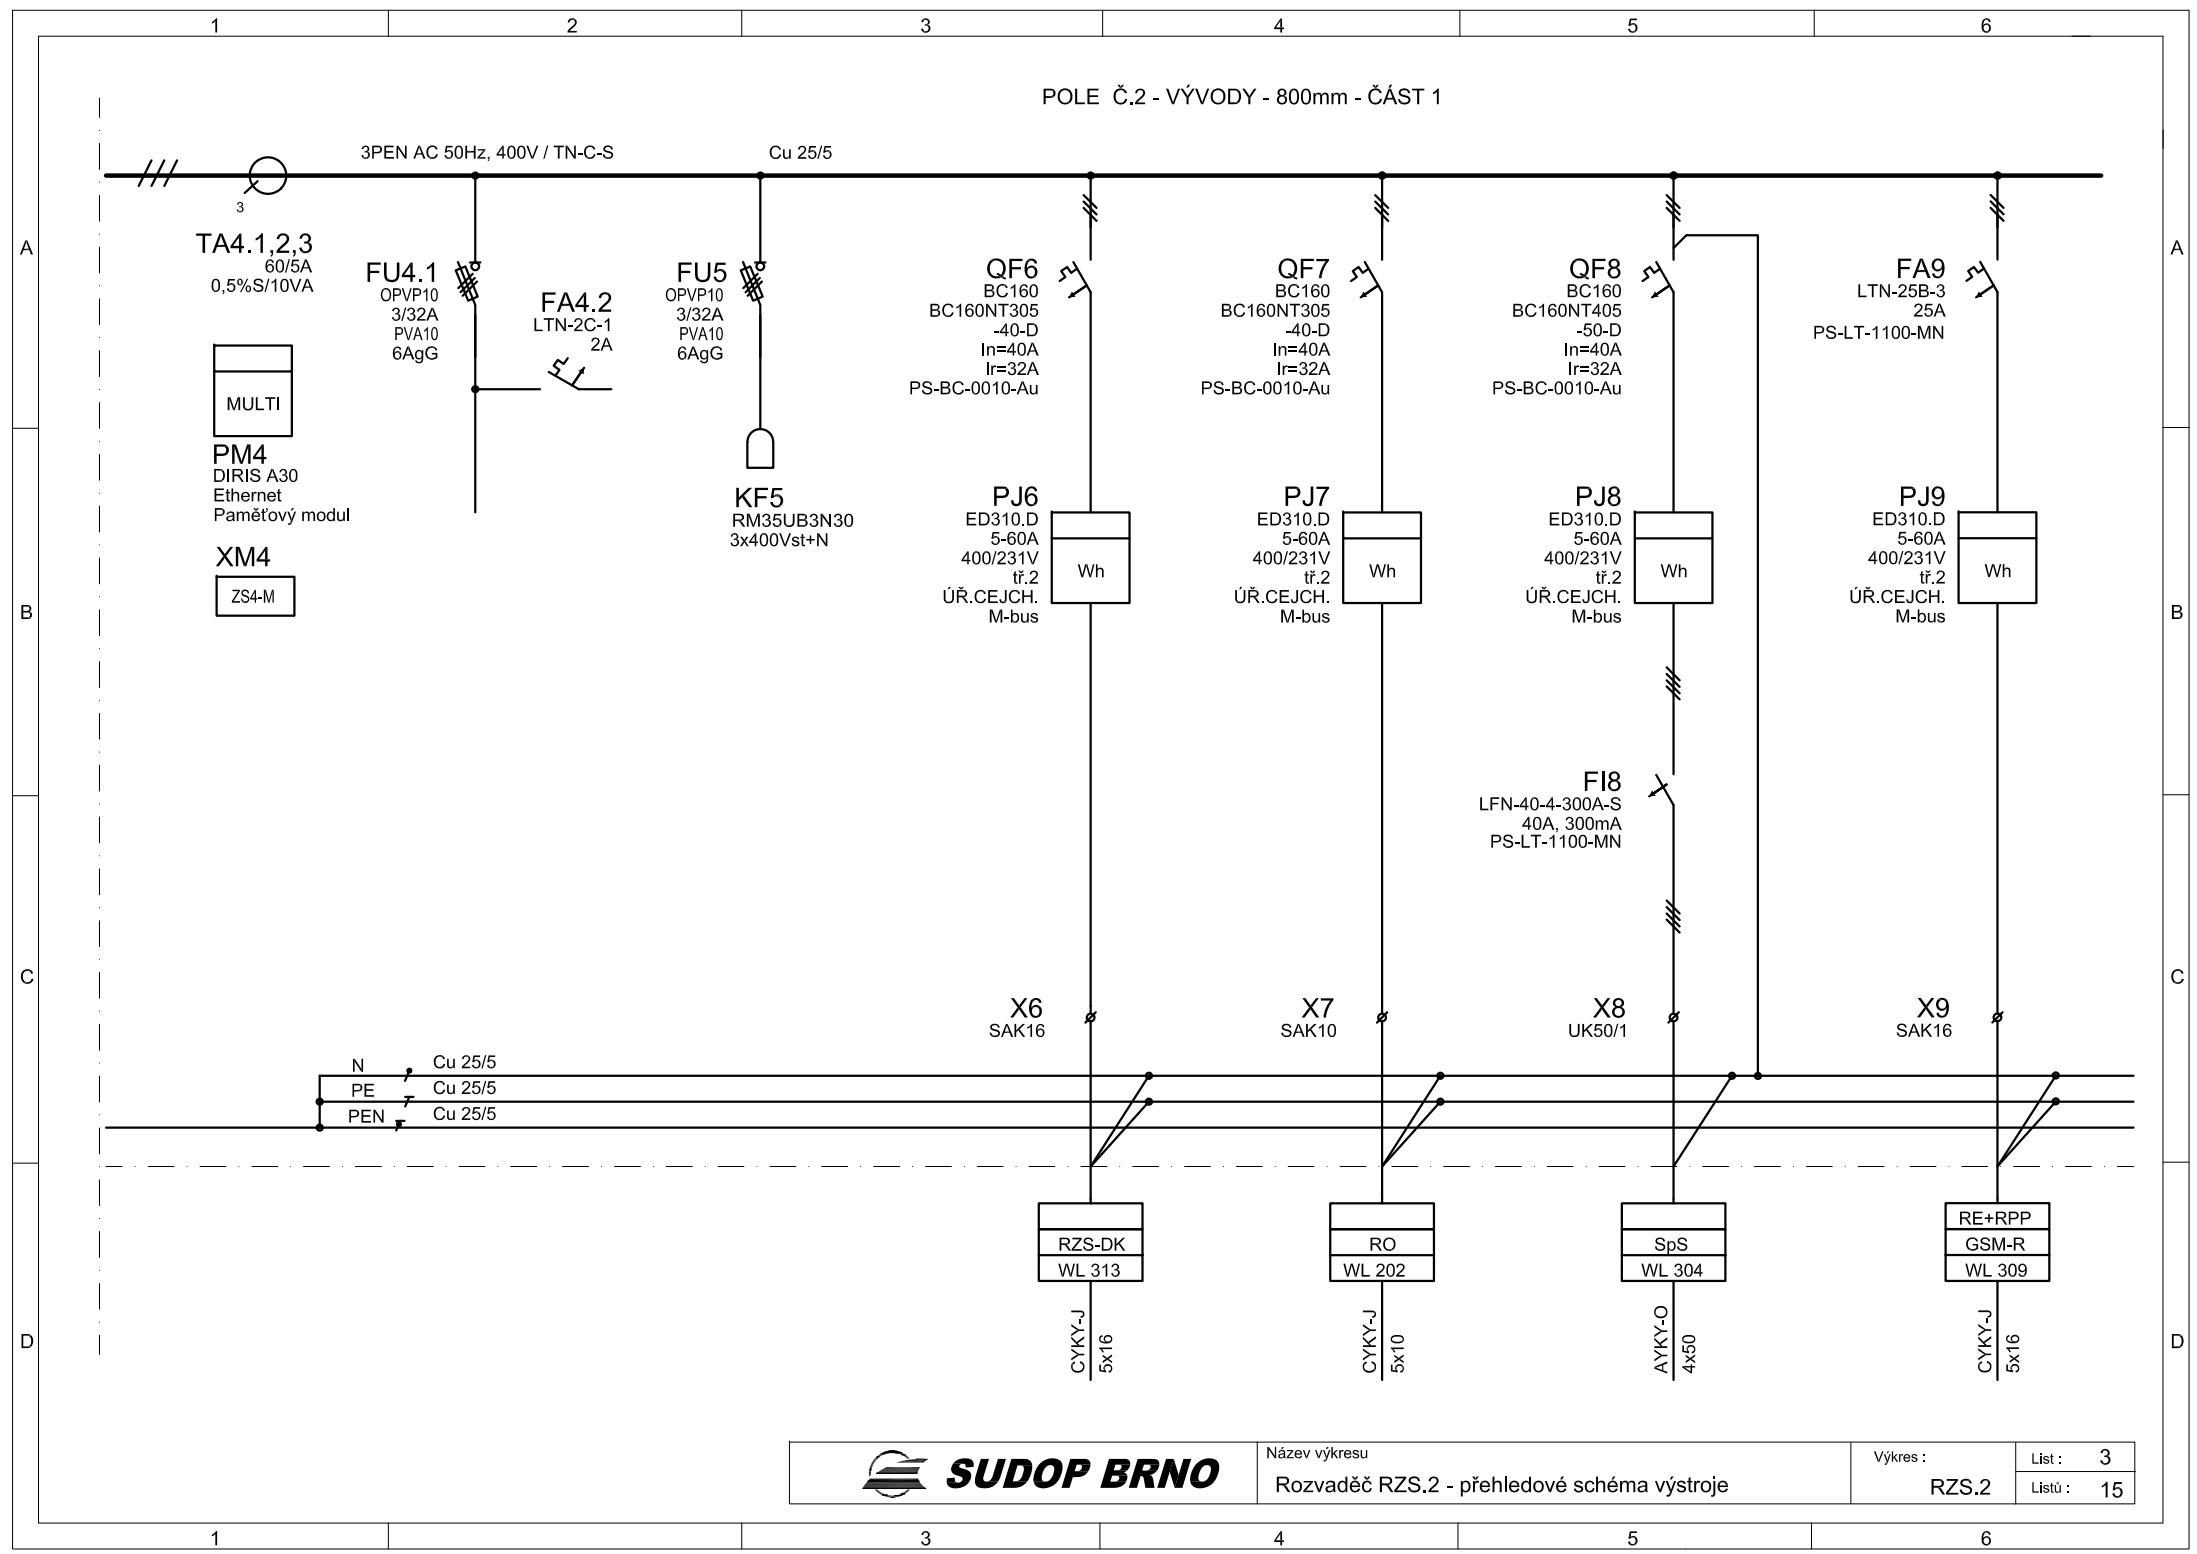 1 2 3 4 5 6
POLE Č.2 - VÝVODY - 800mm - ČÁST 1
3PEN AC 50Hz, 400V / TN-C-S
Cu 25/5
3
A
A
TA4.1,2,3
60/5A
0,5%S/10VA
MULTI
PM4
DIRIS A30
Ethernet
Paměťový modul
XM4
ZS4-M
FU4.1
OPVP10
3/32A
PVA10
6AgG
FA4.2
LTN-2C-1
2A
FU5
OPVP10
3/32A
PVA10
6AgG
KF5
RM35UB3N30
3x400Vst+N
QF6
BC160
BC160NT305
-40-D
In=40A
Ir=32A
PS-BC-0010-Au
QF7
BC160
BC160NT305
-40-D
In=40A
Ir=32A
PS-BC-0010-Au
QF8
BC160
BC160NT405
-50-D
In=40A
Ir=32A
PS-BC-0010-Au
FA9
LTN-25B-3
25A
PS-LT-1100-MN
B
B
PJ6
ED310.D
5-60A
400/231V
tř.2
ÚŘ.CEJCH.
M-bus
Wh
PJ7
ED310.D
5-60A
400/231V
tř.2
ÚŘ.CEJCH.
M-bus
Wh
PJ8
ED310.D
5-60A
400/231V
tř.2
ÚŘ.CEJCH.
M-bus
Wh
PJ9
ED310.D
5-60A
400/231V
tř.2
ÚŘ.CEJCH.
M-bus
Wh
FI8
LFN-40-4-300A-S
40A, 300mA
PS-LT-1100-MN
C
C
X6
SAK16
X7
SAK10
X8
UK50/1
X9
SAK16
N Cu 25/5
PE Cu 25/5
PEN Cu 25/5
RZS-DK
WL 313
RO
WL 202
SpS
WL 304
RE+RPP
GSM-R
WL 309
D
D
CYKY-J
5x16
CYKY-J
5x10
AYKY-O
4x50
CYKY-J
5x16
SUDOP BRNO
Název výkresu
Rozvaděč RZS.2 - přehledové schéma výstroje
Výkres :
RZS.2
List : 3
Listů : 15
1 2 3 4 5 6